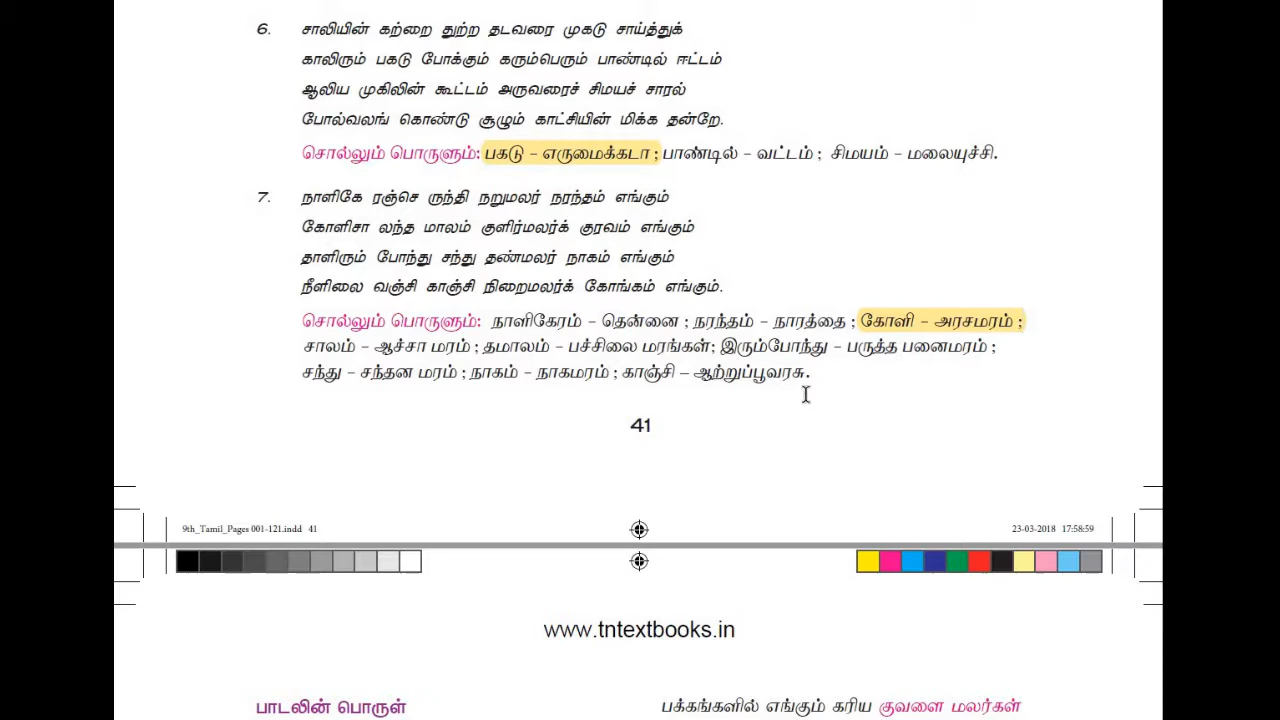 6. சாலியின் கற்றை துற்ற தடவரை முகடு சாய்த்துக்
காலிரும் பகடு போக்கும் கரும்பெரும் பாண்டில் ஈட்டம்
ஆலிய முகிலின் கூட்டம் அருவரைச் சிமயச் சாரல்
போல்வலங் கொண்டு சூழும் காட்சியின் மிக்க தன்றே.
சொல்லும் பொருளும்: பகடு – எருமைக்கடா ; பாண்டில் – வட்டம் ; சிமயம் – மலையுச்சி.
7. நாளிகே ரஞ்செ ருந்தி நறுமலர் நரந்தம் எங்கும்
கோளிசா லந்த மாலம் குளிர்மலர்க் குரவம் எங்கும்
தாளிரும் போந்து சந்து தண்மலர் நாகம் எங்கும்
நீளிலை வஞ்சி காஞ்சி நிறைமலர்க் கோங்கம் எங்கும்.
சொல்லும் பொருளும்: நாளிகேரம் – தென்னை ; நரந்தம் – நாரத்தை ; கோளி – அரசமரம் ;
சாலம் – ஆச்சா மரம் ; தமாலம் – பச்சிலை மரங்கள்; இரும்போந்து – பருத்த பனைமரம் ;
சந்து – சந்தன மரம் ; நாகம் – நாகமரம் ; காஞ்சி – ஆற்றுப்பூவரசு.
41
9th_Tamil_Pages 001-121.indd 41 23-03-2018 17:58:59
www.tntextbooks.in
பாடலின் பொருள்
பக்கங்களில் எங்கும் கரிய குவளை மலர்கள்